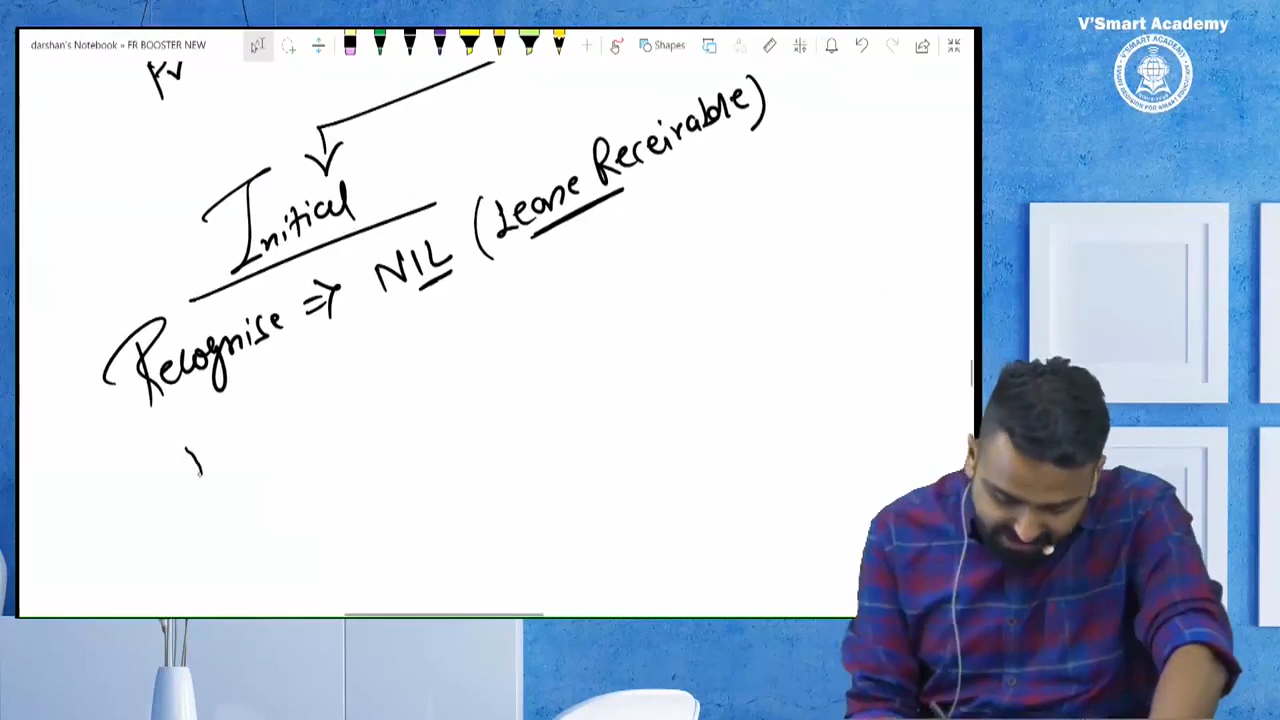 V'Smart Academy
darshan's Notebook » FR BOOSTER NEW
Shapes
Initial
Recognise => NIL (Lease Receivable)